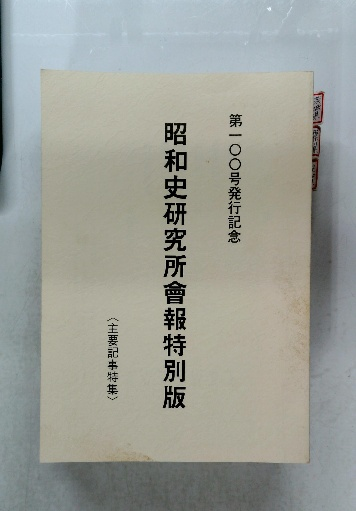 第一〇〇号発行記念
昭和史研究所會報特別版
〈主要記事特集〉